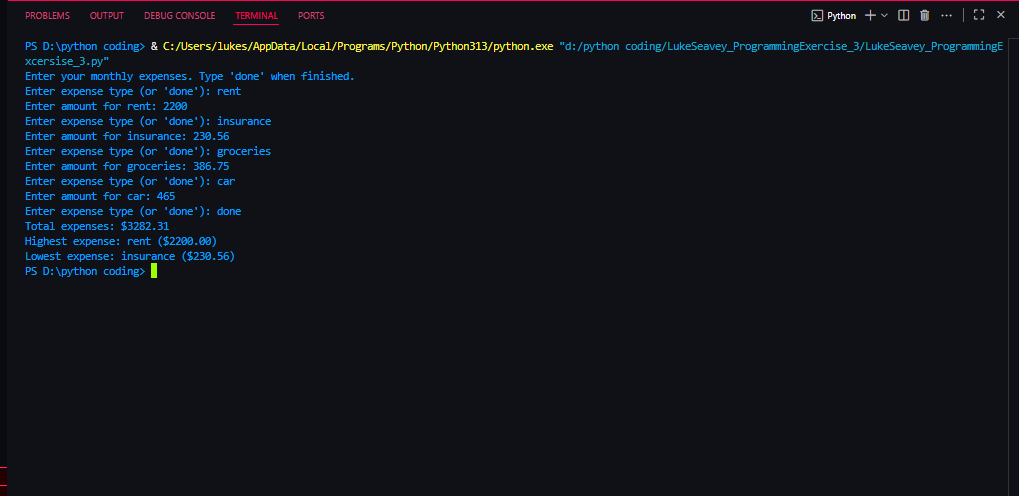 PROBLEMS OUTPUT DEBUG CONSOLE TERMINAL PORTS Python
PS D:\python coding> & C:/Users/lukes/AppData/Local/Programs/Python/Python313/python.exe "d:/python coding/LukeSeavey_ProgrammingExercise_3/LukeSeavey_ProgrammingE
xcersise_3.py"
Enter your monthly expenses. Type 'done' when finished.
Enter expense type (or 'done'): rent
Enter amount for rent: 2200
Enter expense type (or 'done'): insurance
Enter amount for insurance: 230.56
Enter expense type (or 'done'): groceries
Enter amount for groceries: 386.75
Enter expense type (or 'done'): car
Enter amount for car: 465
Enter expense type (or 'done'): done
Total expenses: $3282.31
Highest expense: rent ($2200.00)
Lowest expense: insurance ($230.56)
PS D:\python coding>